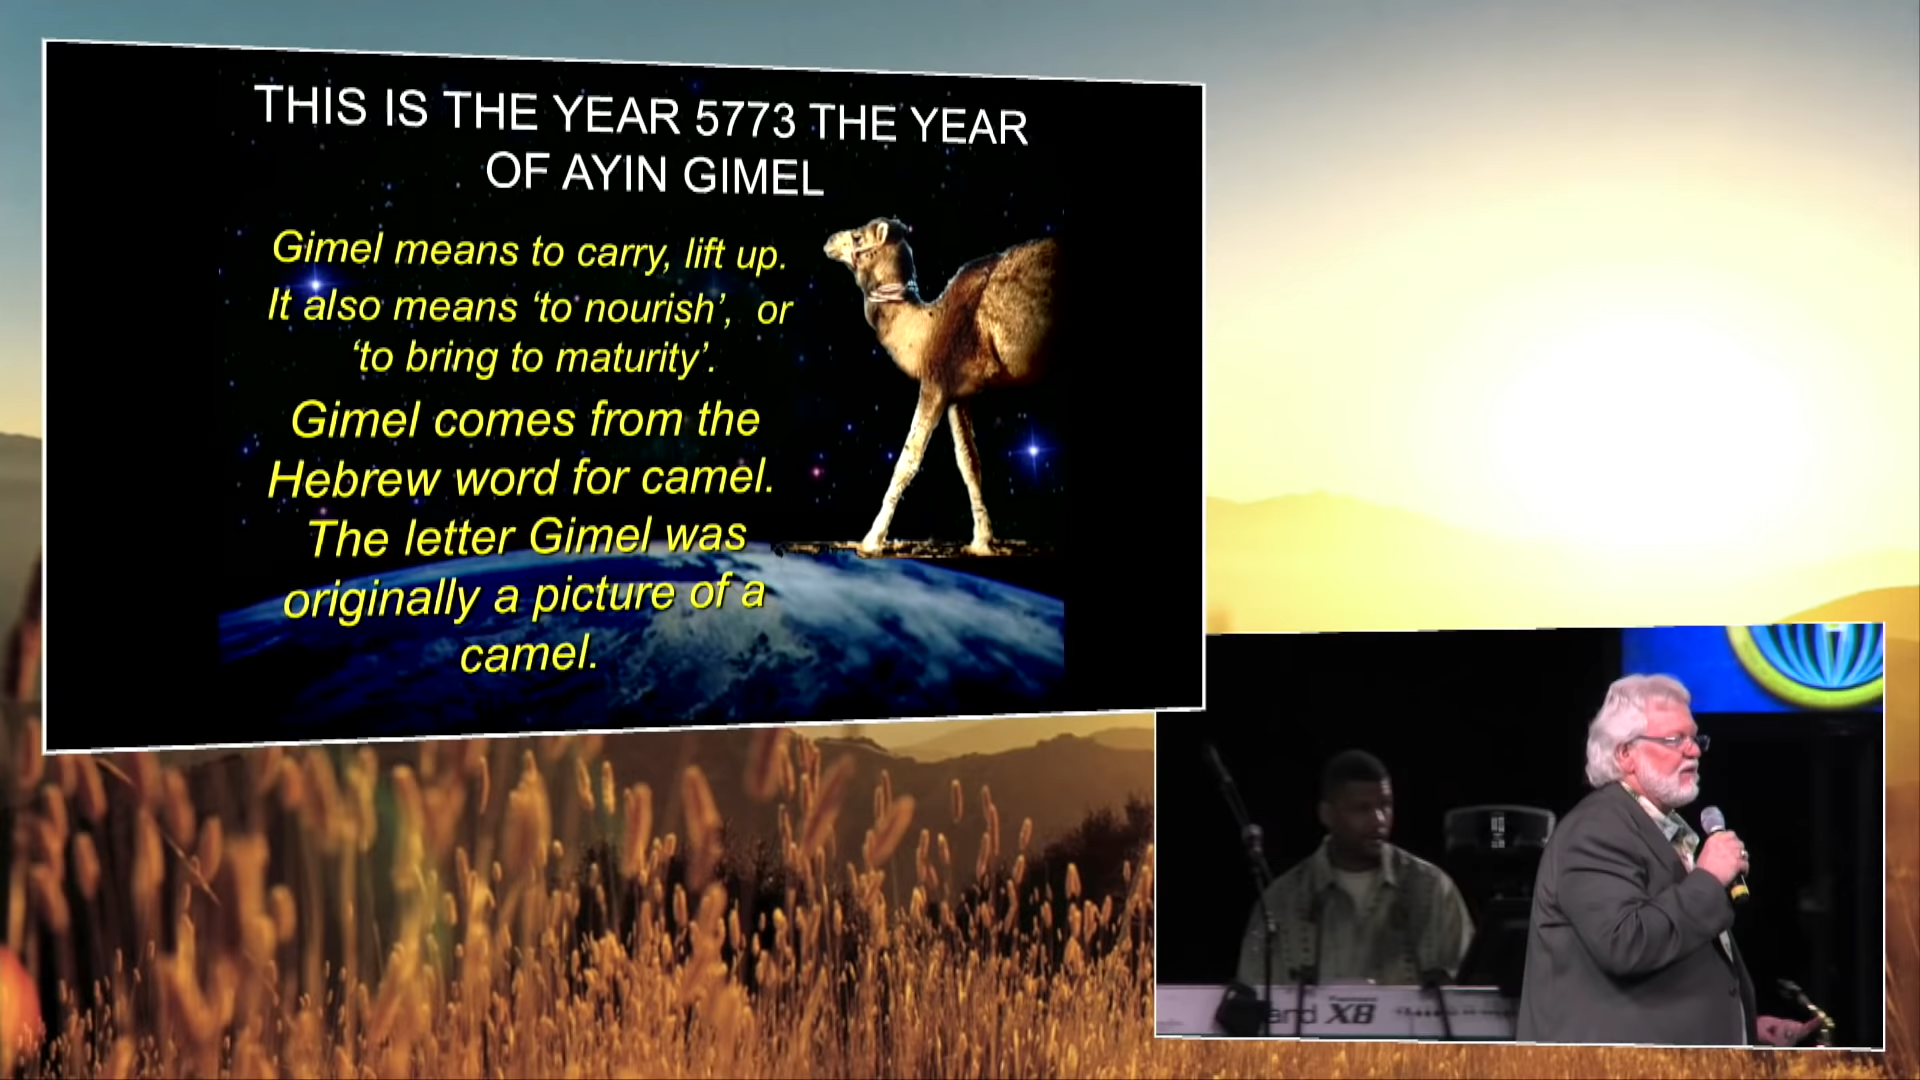 THIS IS THE YEAR 5773 THE YEAR
OF AYIN GIMEL
Gimel means to carry, lift up.
It also means ‘to nourish’, or
‘to bring to maturity’.
Gimel comes from the
Hebrew word for camel.
The letter Gimel was
originally a picture of a
camel.
X8